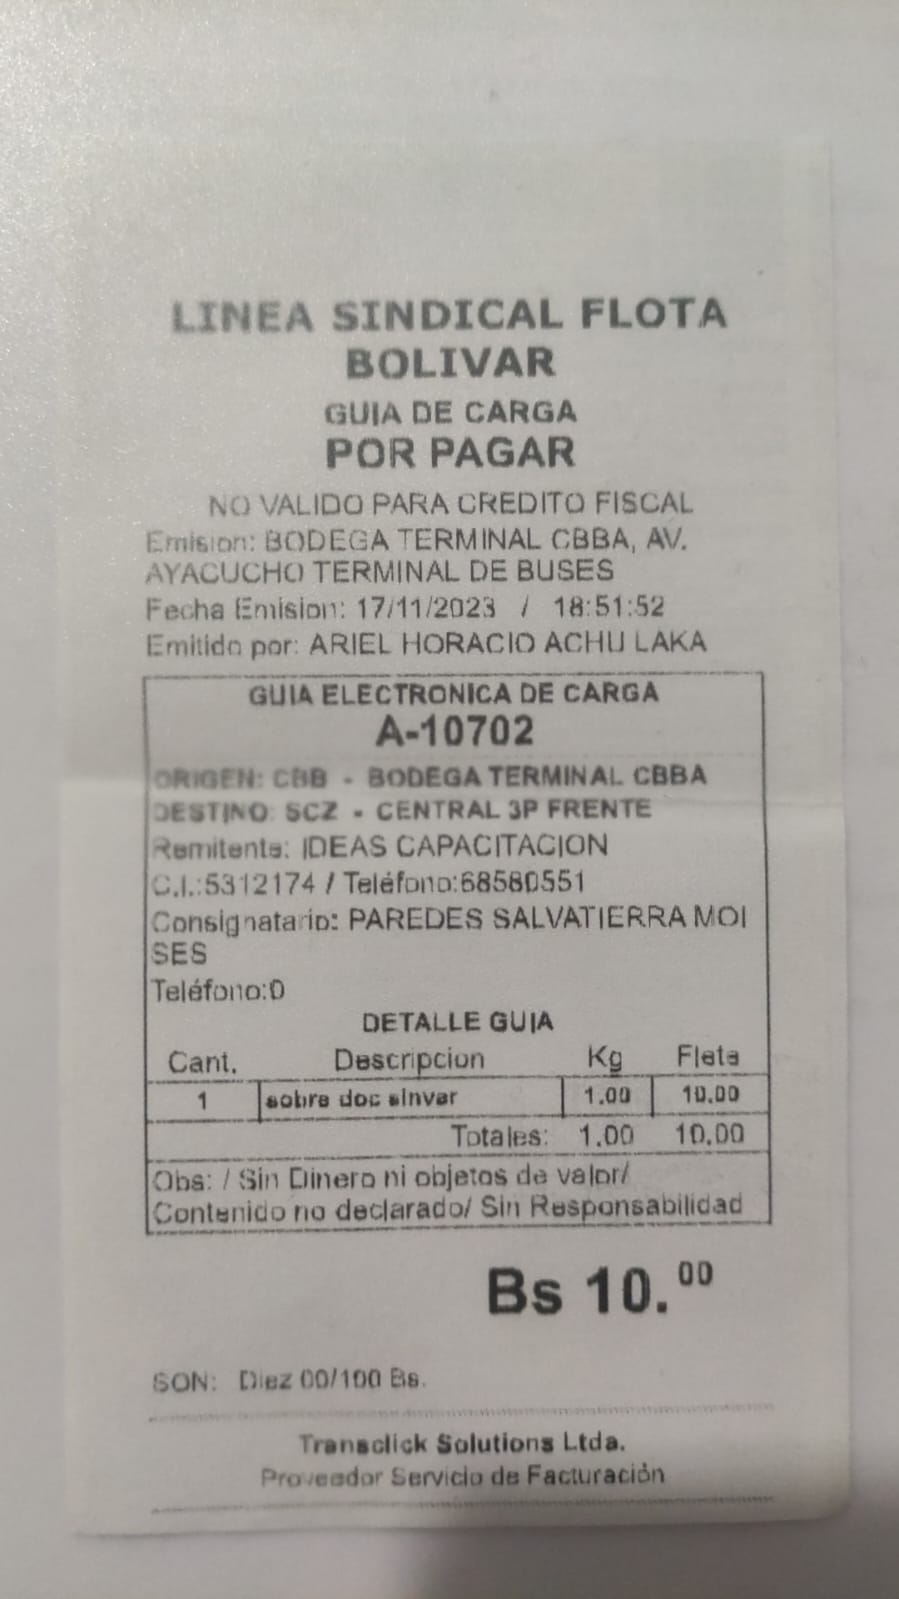 LINEA SINDICAL FLOTA
BOLIVAR
GUIA DE CARGA
POR PAGAR
NO VALIDO PARA CREDITO FISCAL
Emision: BODEGA TERMINAL CBBA, AV.
AYACUCHO TERMINAL DE BUSES
Fecha Emision: 17/11/2023 / 18:51:52
Emitido por: ARIEL HORACIO ACHU LAKA
GUIA ELECTRONICA DE CARGA
A-10702
ORIGEN: CBB - BODEGA TERMINAL CBBA
DESTINO: SCZ - CENTRAL 3P FRENTE
Remitente: IDEAS CAPACITACION
C.I.:5312174 / Teléfono:68580551
Consignatario: PAREDES SALVATIERRA MOI
SES
Teléfono:0
DETALLE GUIA
Cant. Descripcion Kg Flete
1 sobre doc sinvar 1.00 10.00
Totales: 1.00 10.00
Obs: / Sin Dinero ni objetos de valor/
Contenido no declarado/ Sin Responsabilidad
Bs 10.00
SON: Diez 00/100 Bs.
Transclick Solutions Ltda.
Proveedor Servicio de Facturación